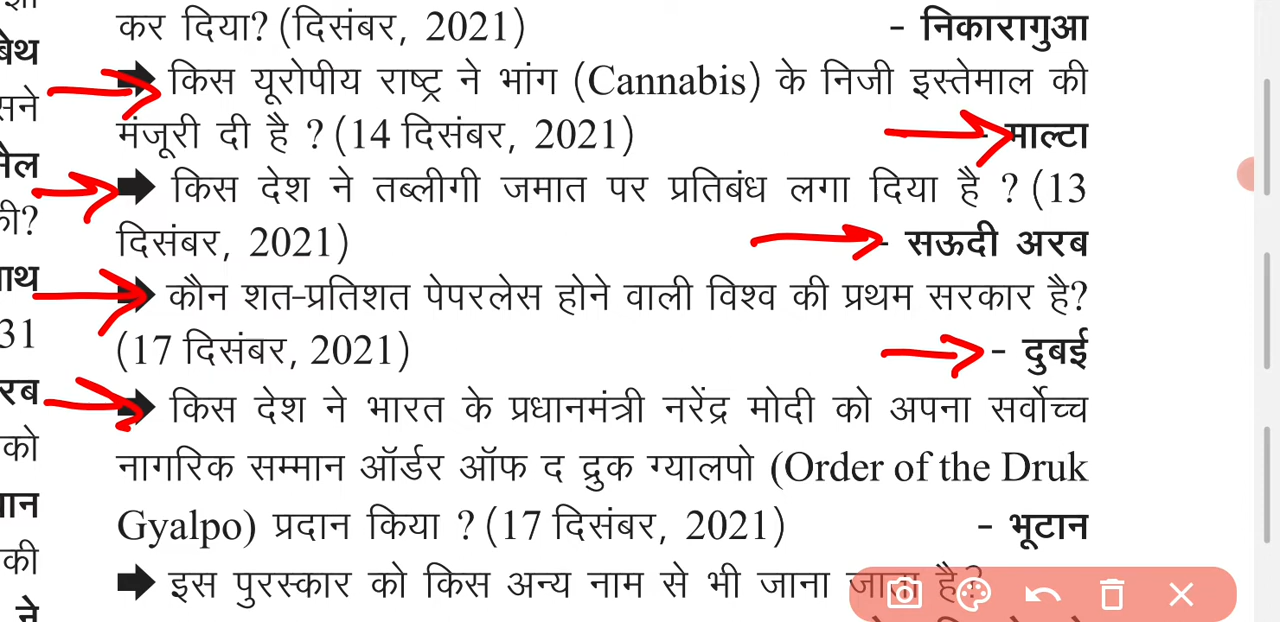 कर दिया? (दिसंबर, 2021) - निकारागुआ
किस यूरोपीय राष्ट्र ने भांग (Cannabis) के निजी इस्तेमाल की
मंजूरी दी है ? (14 दिसंबर, 2021) - माल्टा
किस देश ने तब्लीगी जमात पर प्रतिबंध लगा दिया है ? (13
दिसंबर, 2021) - सऊदी अरब
कौन शत-प्रतिशत पेपरलेस होने वाली विश्व की प्रथम सरकार है?
(17 दिसंबर, 2021) - दुबई
किस देश ने भारत के प्रधानमंत्री नरेंद्र मोदी को अपना सर्वोच्च
नागरिक सम्मान ऑर्डर ऑफ द द्रुक ग्यालपो (Order of the Druk
Gyalpo) प्रदान किया ? (17 दिसंबर, 2021) - भूटान
इस पुरस्कार को किस अन्य नाम से भी जाना जाता है?
31
को
की
ने